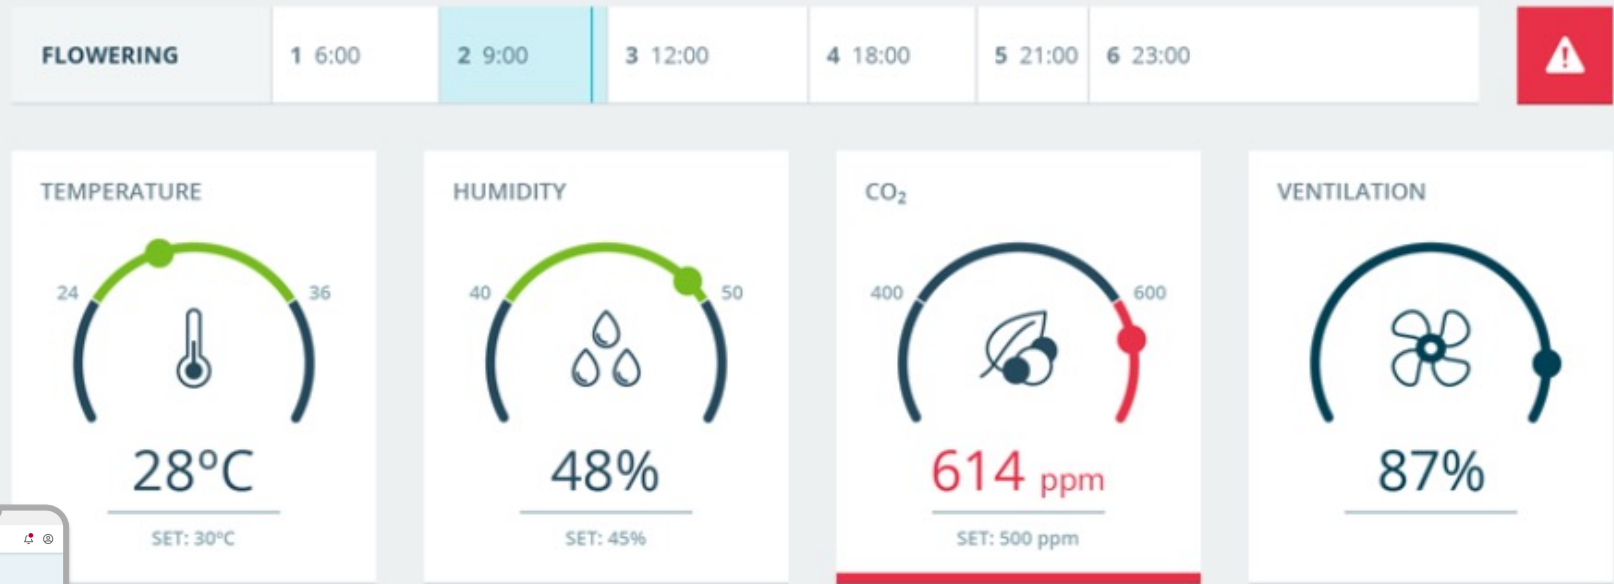 FLOWERING 1 6:00 2 9:00 3 12:00 4 18:00 5 21:00 6 23:00
TEMPERATURE
24 36
28°C
SET: 30°C
HUMIDITY
40 50
48%
SET: 45%
CO₂
400 600
614 ppm
SET: 500 ppm
VENTILATION
87%